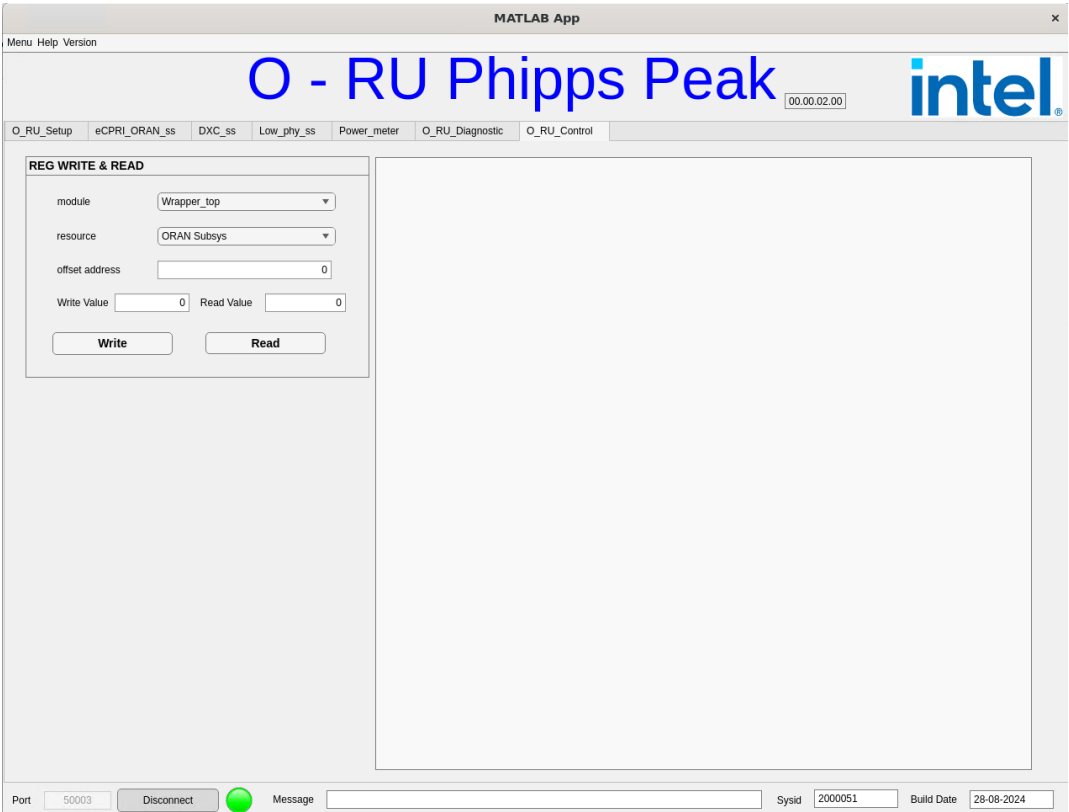 MATLAB App ×
Menu Help Version
O - RU Phipps Peak 00.00.02.00 intel®
O_RU_Setup eCPRI_ORAN_ss DXC_ss Low_phy_ss Power_meter O_RU_Diagnostic O_RU_Control
REG WRITE & READ
module Wrapper_top
resource ORAN Subsys
offset address 0
Write Value 0 Read Value 0
Write Read
Port 50003 Disconnect Message Sysid 2000051 Build Date 28-08-2024